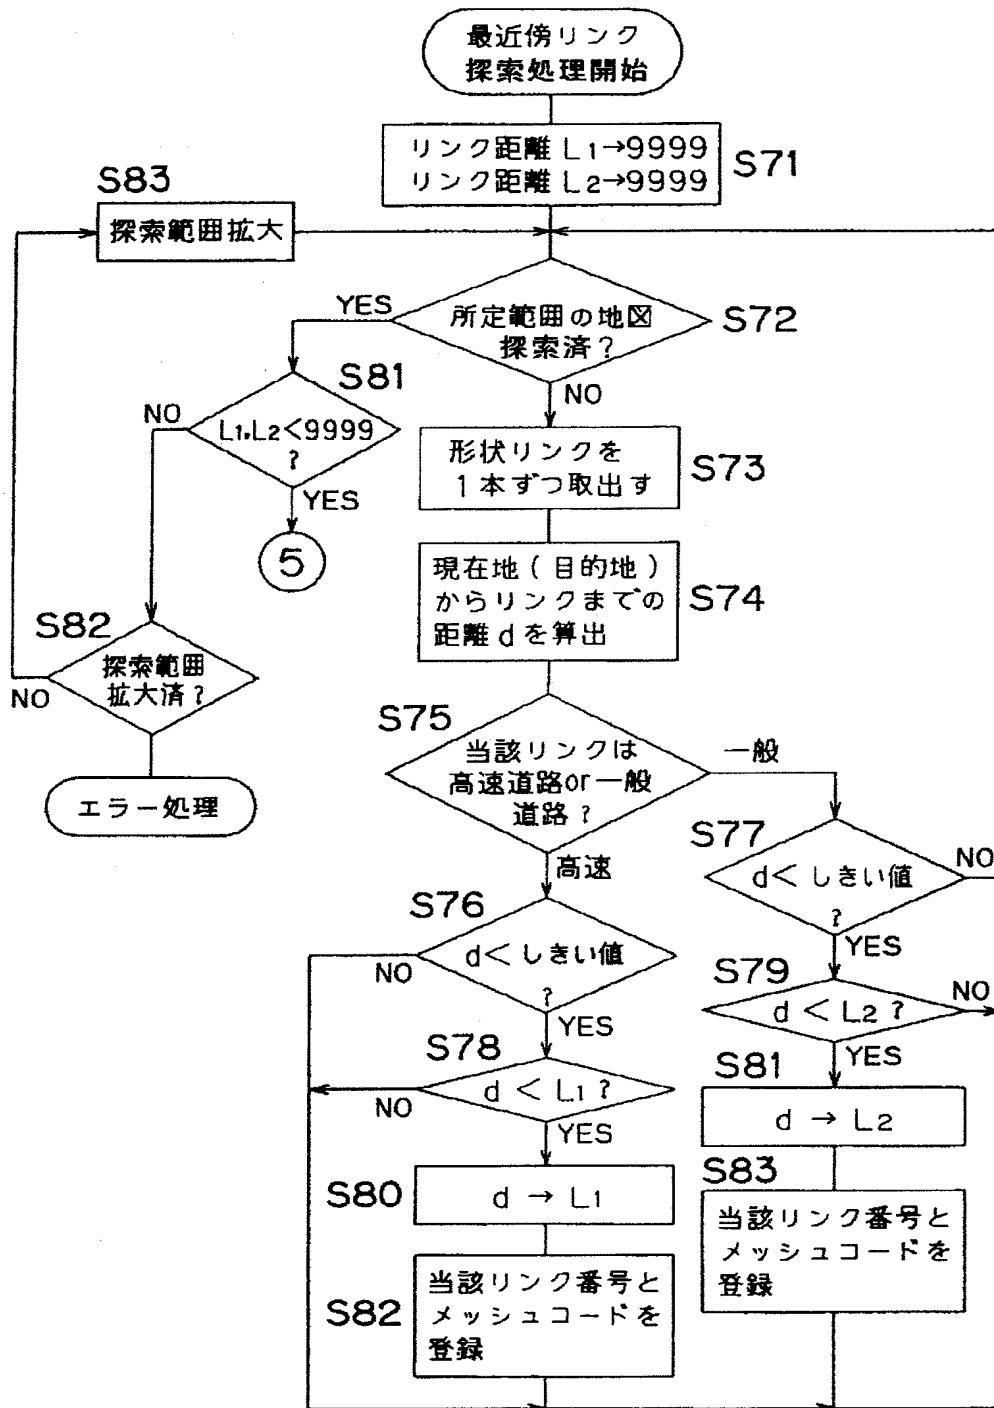 最近傍リンク
探索処理開始
リンク距離 L1→9999
リンク距離 L2→9999
S71
S83
探索範囲拡大
YES
所定範囲の地図
探索済？
S72
NO
S81
NO
L1,L2<9999
？
YES
5
形状リンクを
1本ずつ取出す
S73
現在地（目的地）
からリンクまでの
距離dを算出
S74
S82
探索範囲
拡大済？
NO
エラー処理
S75
当該リンクは
高速道路or一般
道路？
一般
高速
S77
d<しきい値
？
NO
YES
S76
d<しきい値
？
NO
YES
S79
d<L2？
NO
YES
S78
d<L1？
NO
YES
S81
d→L2
S80
d→L1
S83
当該リンク番号と
メッシュコードを
登録
S82
当該リンク番号と
メッシュコードを
登録